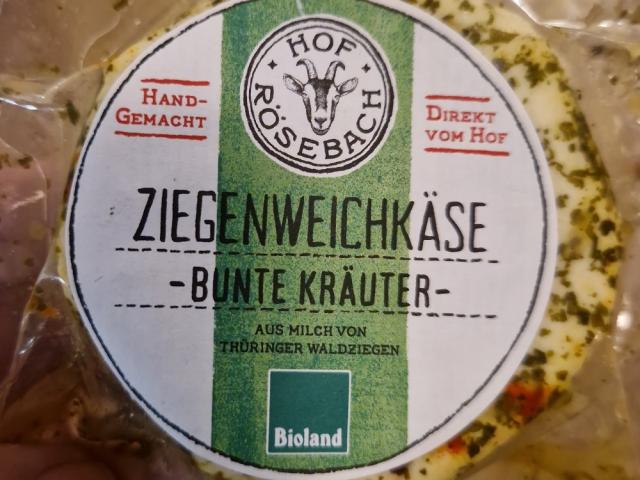 HOF
RÖSEBACH
HAND-
GEMACHT
DIREKT
VOM HOF
ZIEGENWEICHKÄSE
-BUNTE KRÄUTER-
AUS MILCH VON
THÜRINGER WALDZIEGEN
Bioland